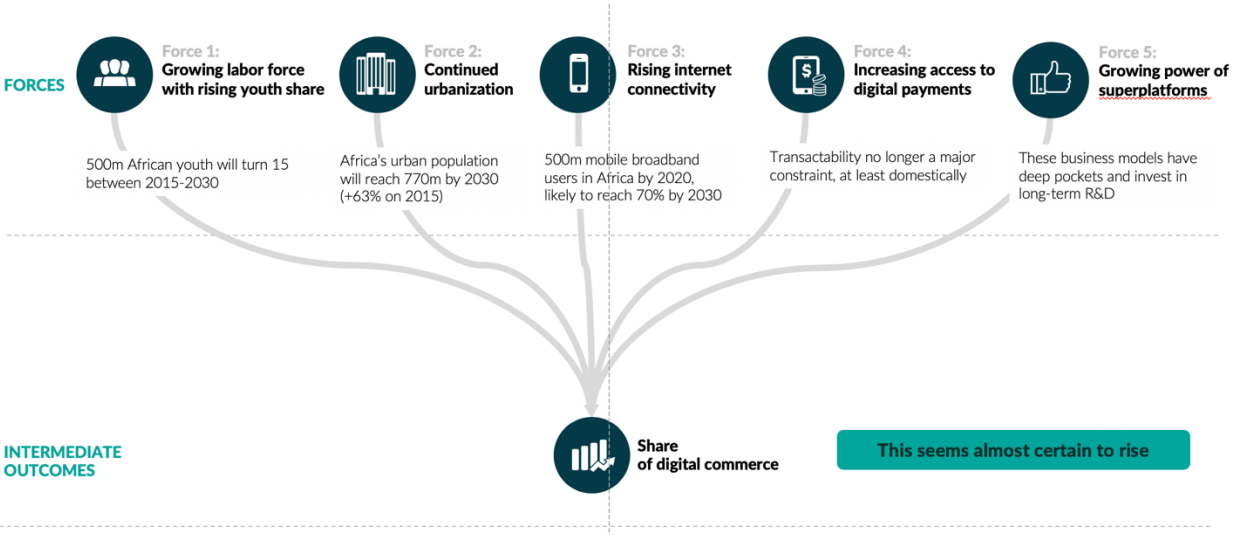 FORCES
Force 1:
Growing labor force
with rising youth share
500m African youth will turn 15
between 2015-2030
Force 2:
Continued
urbanization
Africa's urban population
will reach 770m by 2030
(+63% on 2015)
Force 3:
Rising internet
connectivity
500m mobile broadband
users in Africa by 2020,
likely to reach 70% by 2030
Force 4:
Increasing access to
digital payments
Transactability no longer a major
constraint, at least domestically
Force 5:
Growing power of
superplatforms
These business models have
deep pockets and invest in
long-term R&D
INTERMEDIATE
OUTCOMES
$
Share
of digital commerce
This seems almost certain to rise